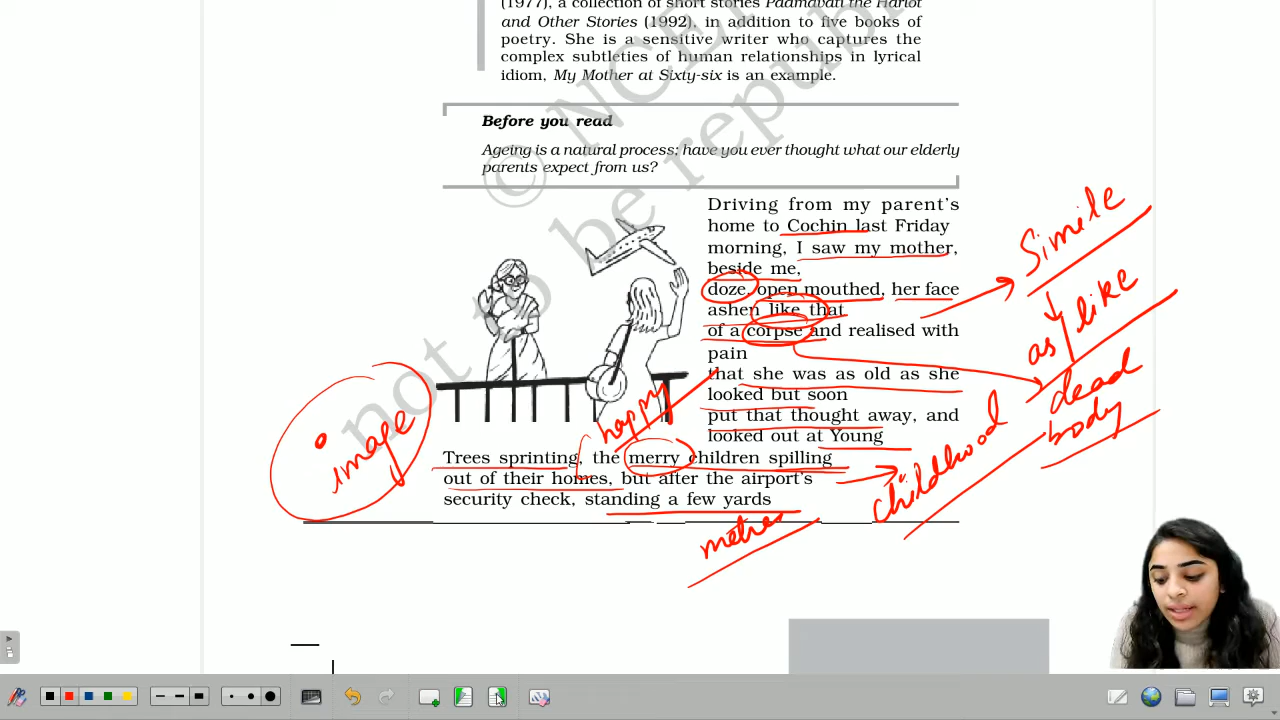 (1977), a collection of short stories Padmavati the Harlot
and Other Stories (1992), in addition to five books of
poetry. She is a sensitive writer who captures the
complex subtleties of human relationships in lyrical
idiom, My Mother at Sixty-six is an example.
Before you read
Ageing is a natural process; have you ever thought what our elderly
parents expect from us?
Driving from my parent's
home to Cochin last Friday
morning, I saw my mother,
beside me,
doze, open mouthed, her face
ashen like that
of a corpse and realised with
pain
that she was as old as she
looked but soon
put that thought away, and
looked out at Young
Trees sprinting, the merry children spilling
out of their homes, but after the airport's
security check, standing a few yards
Simile
as/like
dead
body
childhood
happy
image
metres
© NCE
not to be republi